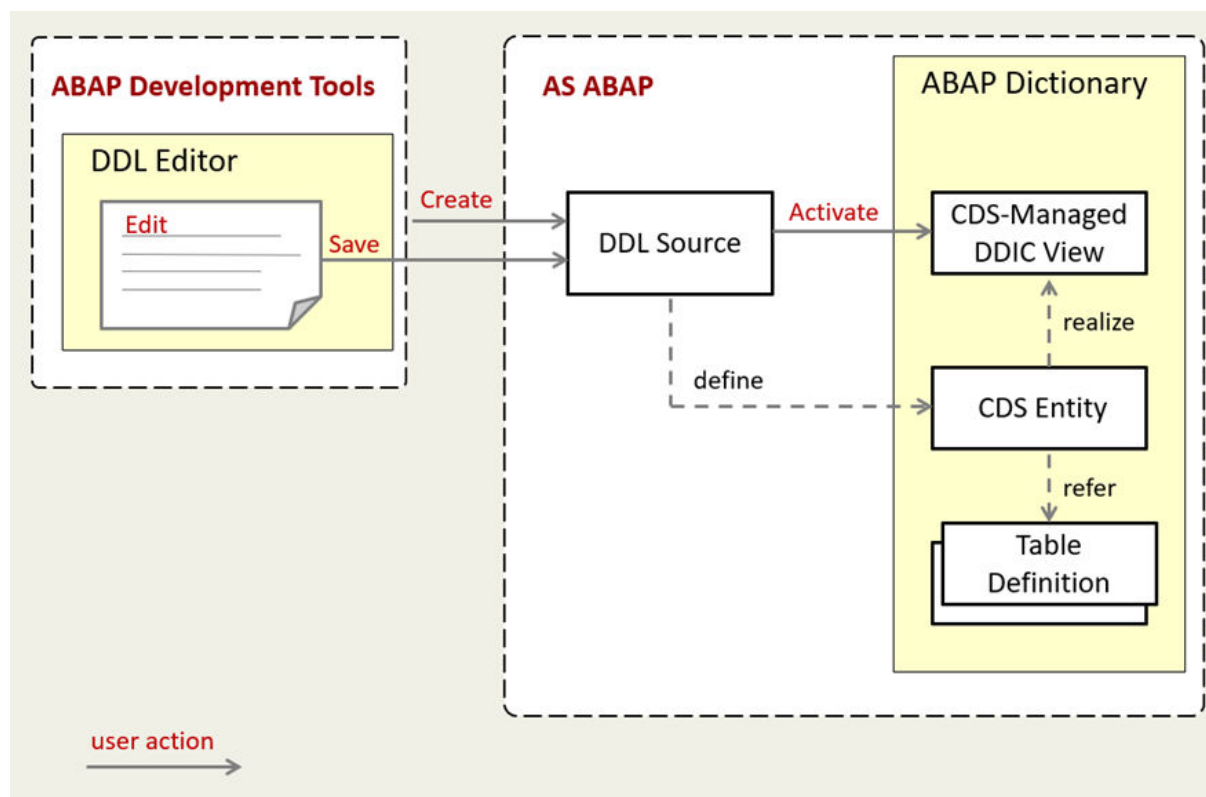 ABAP Development Tools
DDL Editor
Edit
Save
Create
AS ABAP
DDL Source
Activate
define
ABAP Dictionary
CDS-Managed
DDIC View
realize
CDS Entity
refer
Table
Definition
user action